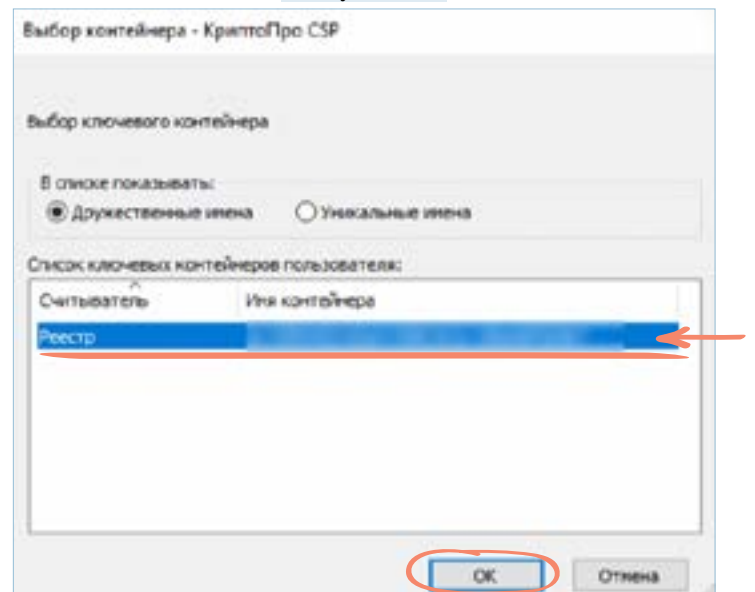 Выбор контейнера - КриптоПро CSP
Выбор ключевого контейнера
В списке показывать:
Дружественные имена Уникальные имена
Список ключевых контейнеров пользователя:
Считыватель Имя контейнера
Реестр
ОК Отмена